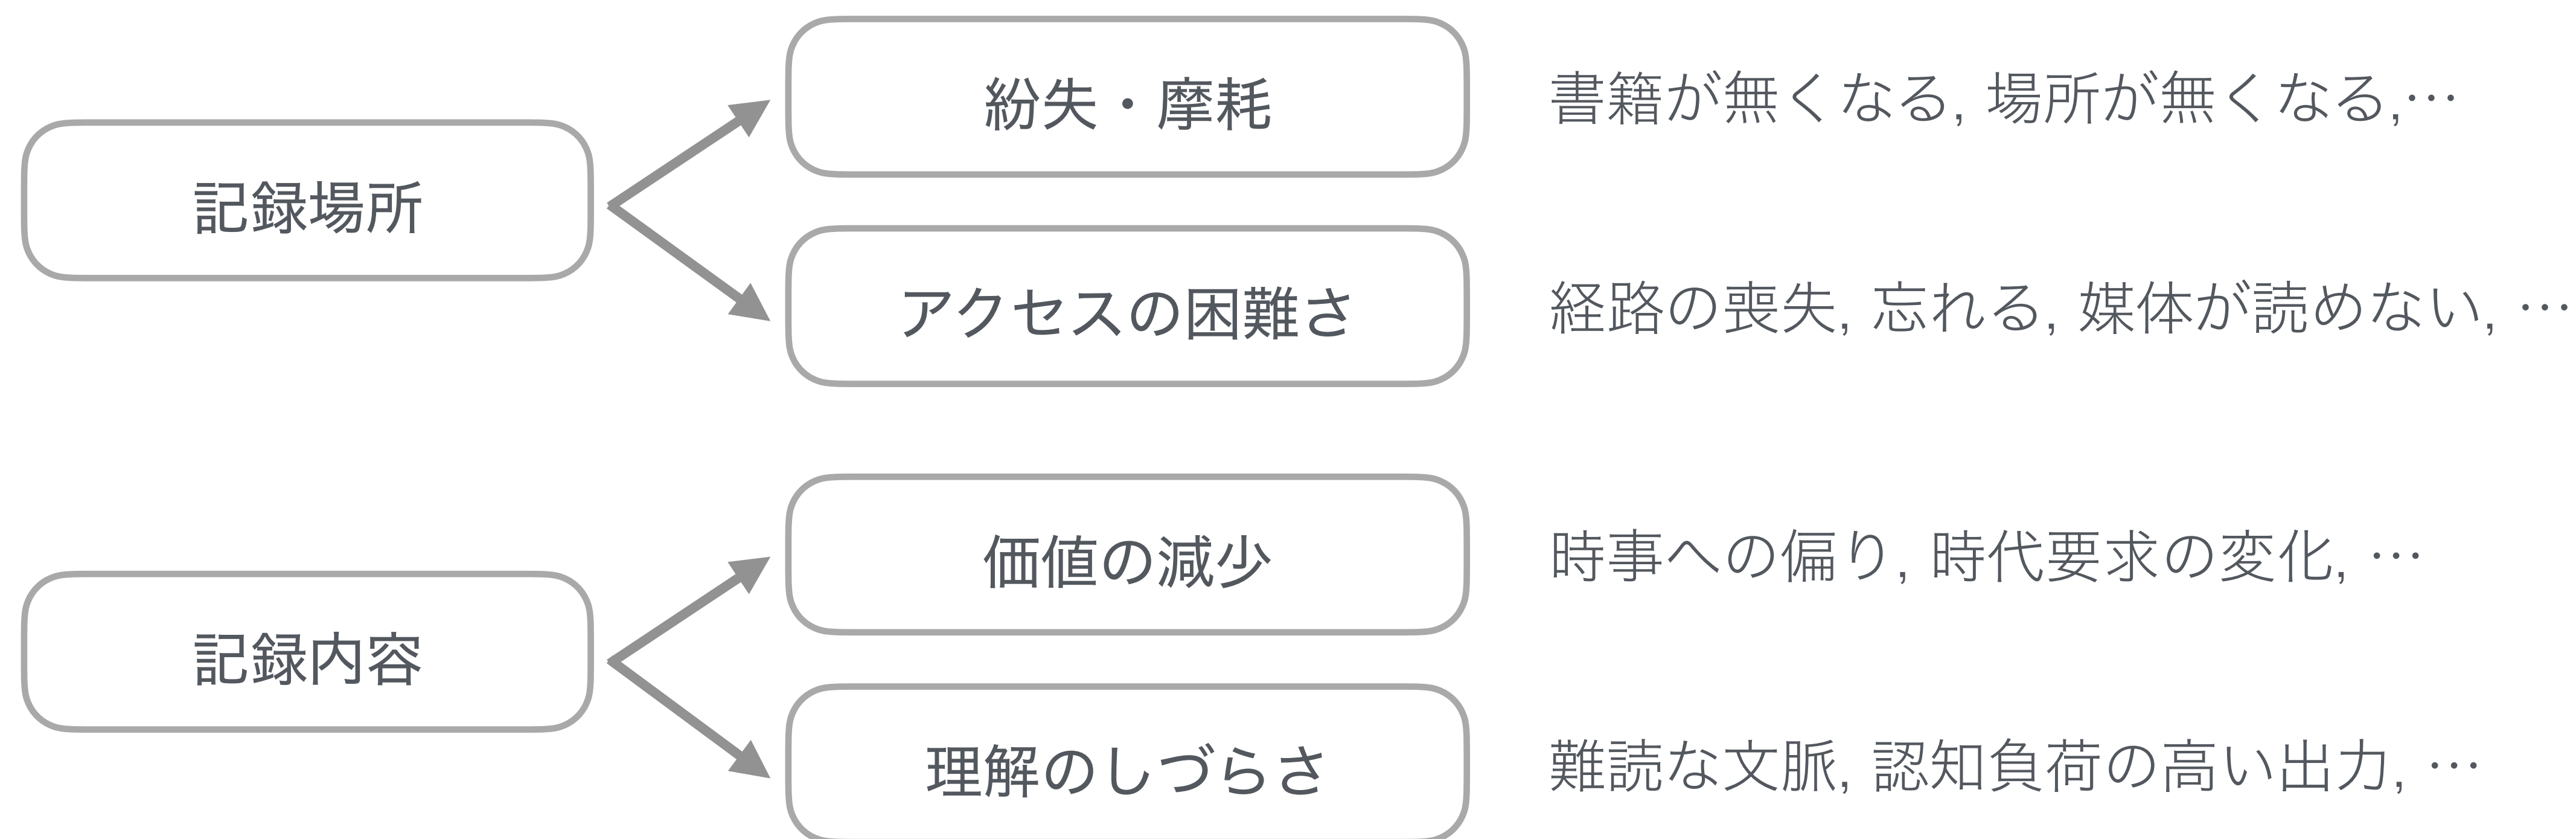 紛失・摩耗
書籍が無くなる, 場所が無くなる,…
記録場所
アクセスの困難さ
経路の喪失, 忘れる, 媒体が読めない, …
価値の減少
時事への偏り, 時代要求の変化, …
記録内容
理解のしづらさ
難読な文脈, 認知負荷の高い出力, …